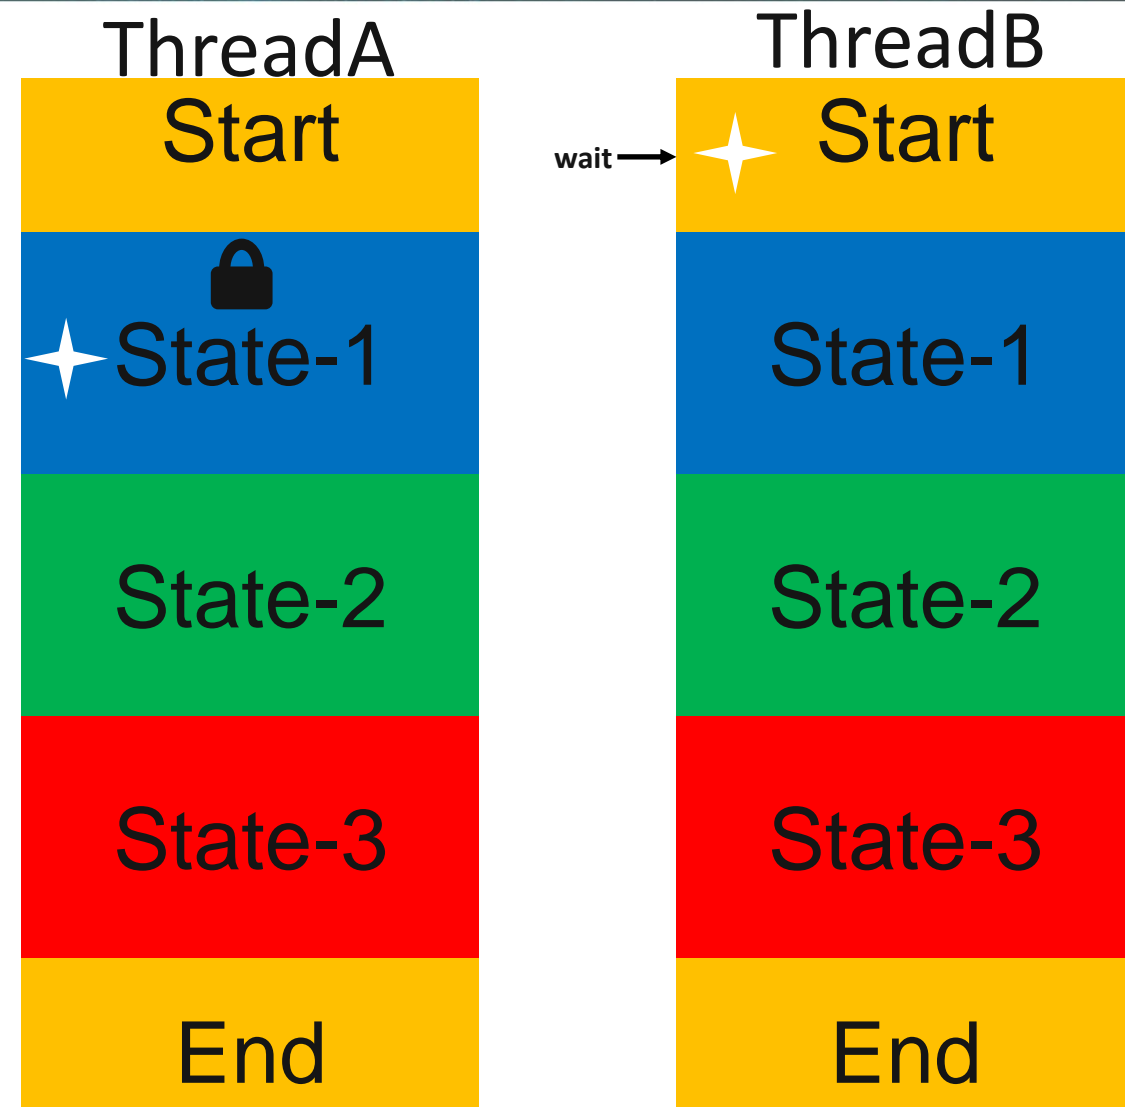 ThreadA
Start
State-1
State-2
State-3
End
wait
ThreadB
Start
State-1
State-2
State-3
End